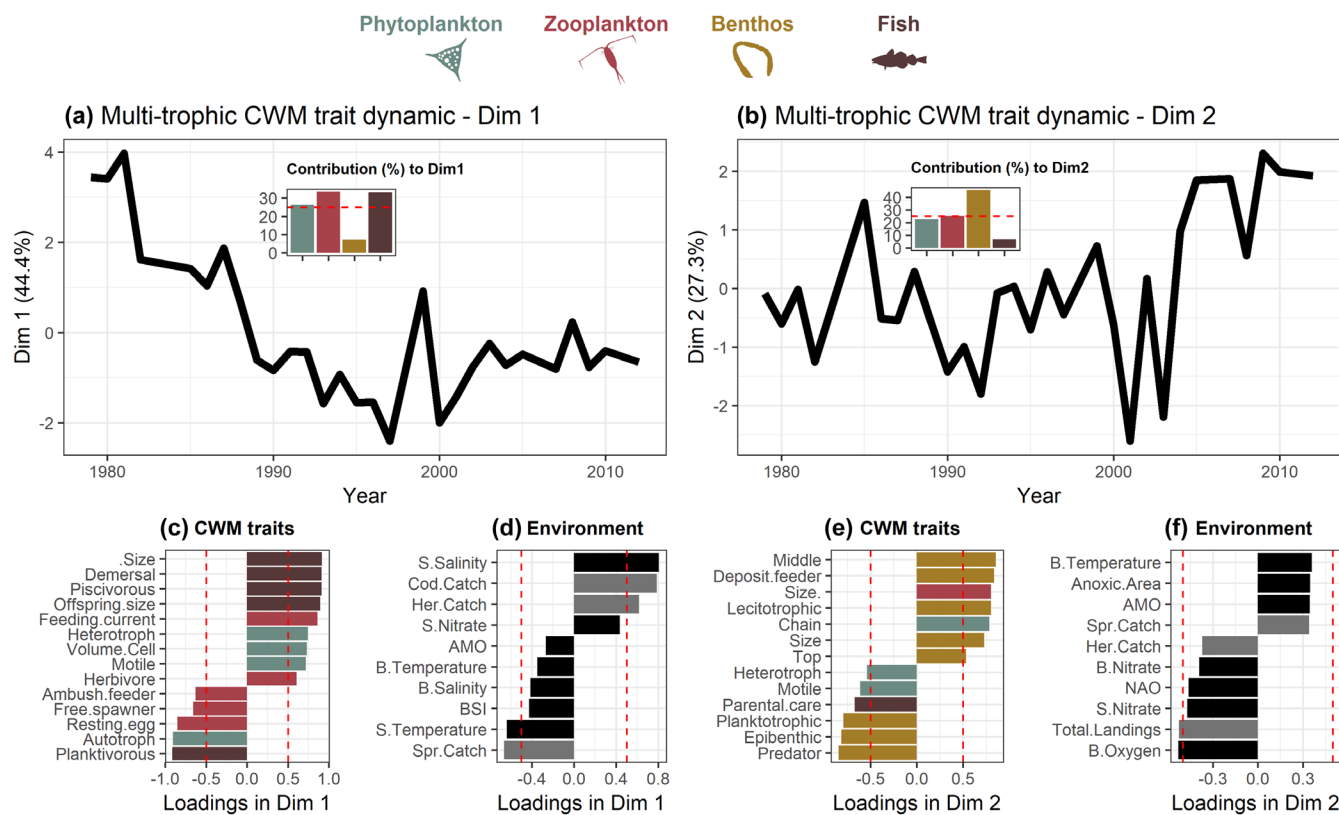 Phytoplankton Zooplankton Benthos Fish
(a) Multi-trophic CWM trait dynamic - Dim 1
Dim 1 (44.4%)
4
2
0
-2
Contribution (%) to Dim1
30
20
10
0
1980 1990 2000 2010
Year
(b) Multi-trophic CWM trait dynamic - Dim 2
Dim 2 (27.3%)
2
1
0
-1
-2
Contribution (%) to Dim2
40
30
20
10
0
1980 1990 2000 2010
Year
(c) CWM traits
.Size
Demersal
Piscivorous
Offspring.size
Feeding.current
Heterotroph
Volume.Cell
Motile
Herbivore
Ambush.feeder
Free.spawner
Resting.egg
Autotroph
Planktivorous
-1.0 -0.5 0.0 0.5 1.0
Loadings in Dim 1
(d) Environment
S.Salinity
Cod.Catch
Her.Catch
S.Nitrate
AMO
B.Temperature
B.Salinity
BSI
S.Temperature
Spr.Catch
-0.4 0.0 0.4 0.8
Loadings in Dim 1
(e) CWM traits
Middle
Deposit.feeder
Size.
Lecitotrophic
Chain
Size
Top
Heterotroph
Motile
Parental.care
Planktotrophic
Epibenthic
Predator
-0.5 0.0 0.5
Loadings in Dim 2
(f) Environment
B.Temperature
Anoxic.Area
AMO
Spr.Catch
Her.Catch
B.Nitrate
NAO
S.Nitrate
Total.Landings
B.Oxygen
-0.3 0.0 0.3
Loadings in Dim 2